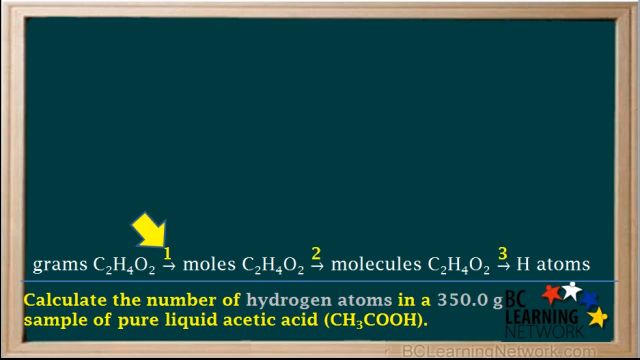 1 2 3
grams C₂H₄O₂ → moles C₂H₄O₂ → molecules C₂H₄O₂ → H atoms
Calculate the number of hydrogen atoms in a 350.0 g
sample of pure liquid acetic acid (CH₃COOH).
BC
LEARNING
NETWORK
BCLearningNetwork.com